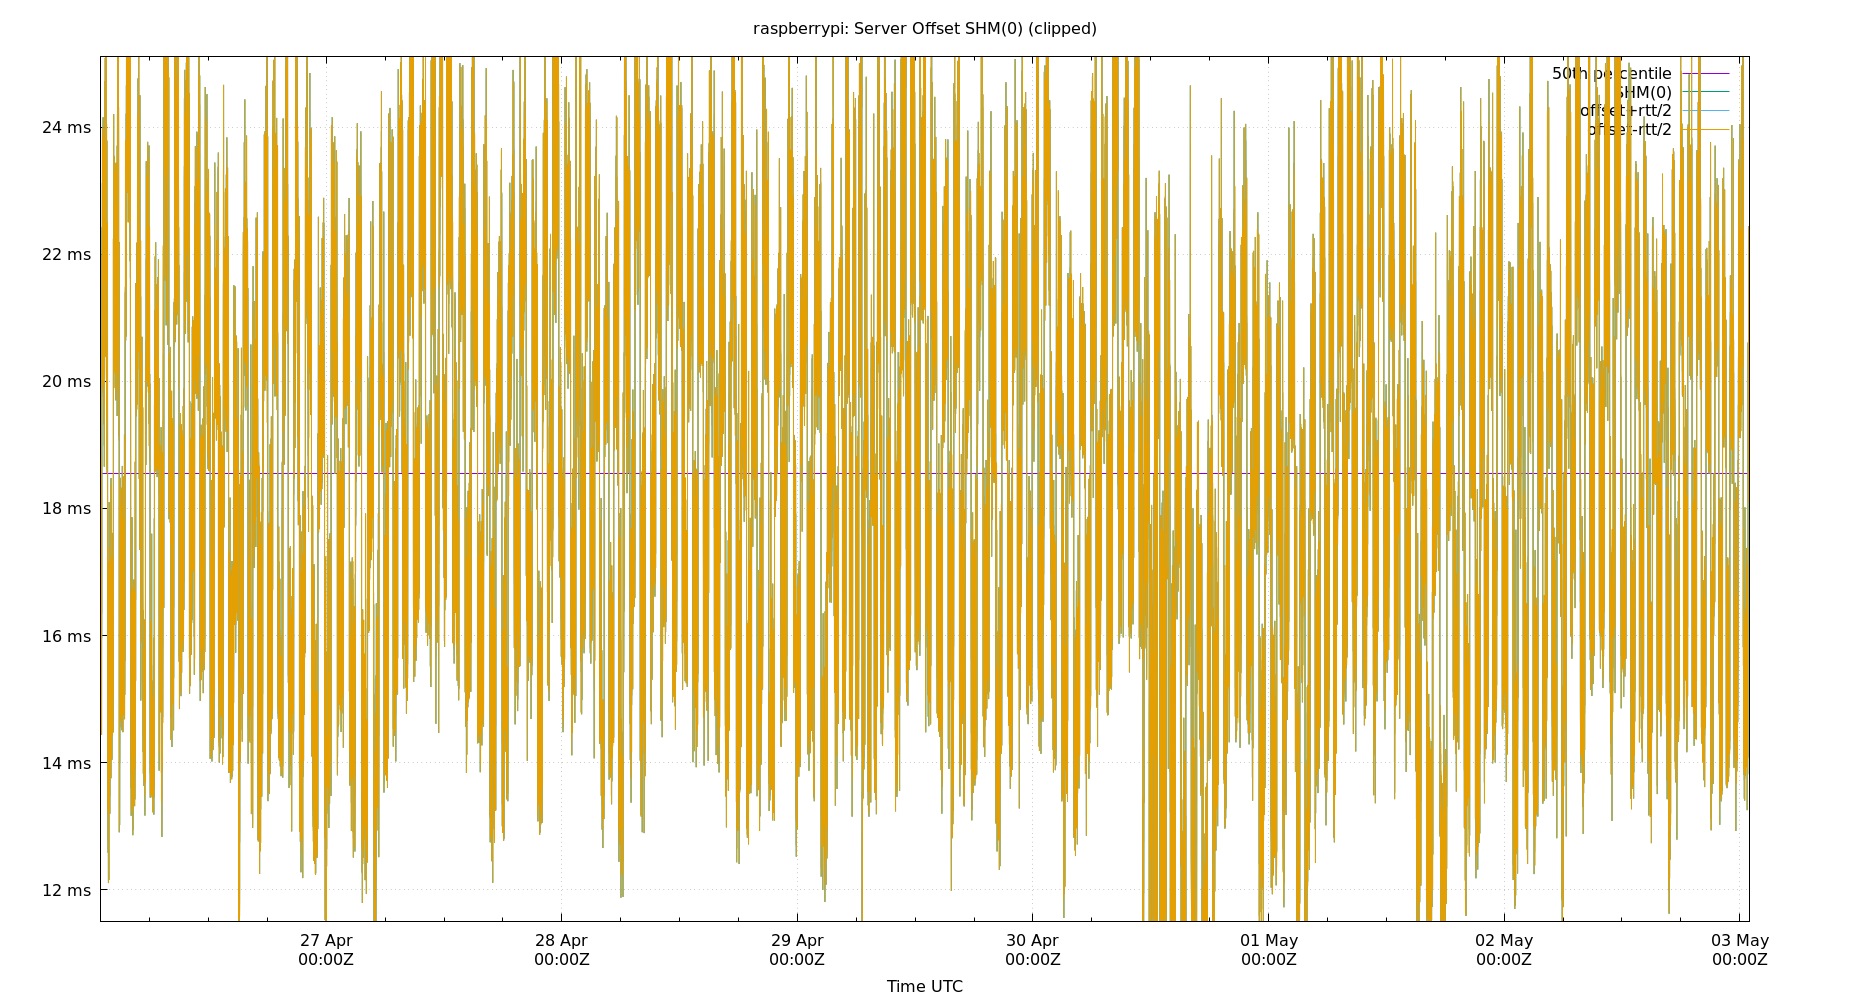 raspberrypi: Server Offset SHM(0) (clipped)
50th percentile
SHM(0)
offset+rtt/2
offset-rtt/2
24 ms
22 ms
20 ms
18 ms
16 ms
14 ms
12 ms
27 Apr 28 Apr 29 Apr 30 Apr 01 May 02 May 03 May
00:00Z 00:00Z 00:00Z 00:00Z 00:00Z 00:00Z 00:00Z
Time UTC